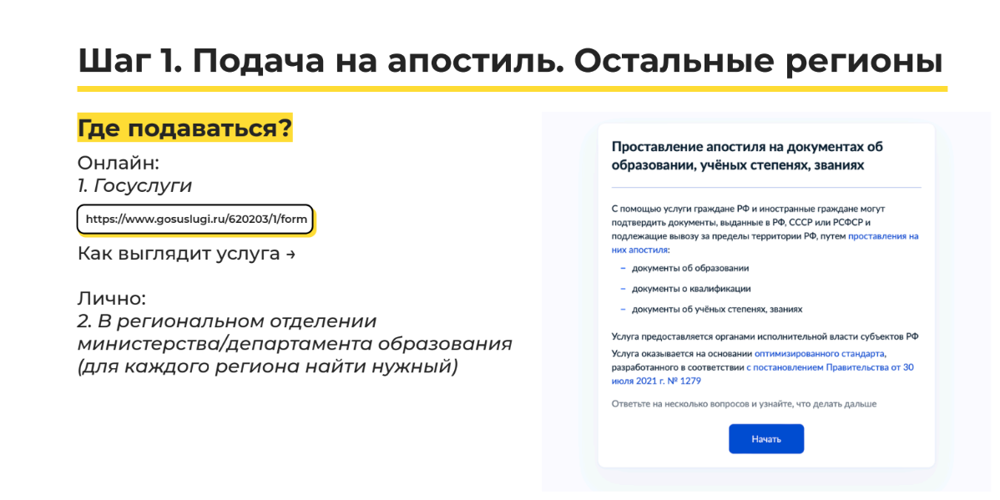 Шаг 1. Подача на апостиль. Остальные регионы
Где подаваться?
Онлайн:
1. Госуслуги
https://www.gosuslugi.ru/620203/1/form
Как выглядит услуга →
Лично:
2. В региональном отделении
министерства/департамента образования
(для каждого региона найти нужный)
Проставление апостиля на документах об
образовании, учёных степенях, званиях
С помощью услуги граждане РФ и иностранные граждане могут
подтвердить документы, выданные в РФ, СССР или РСФСР и
подлежащие вывозу за пределы территории РФ, путем проставления на
них апостиля:
– документы об образовании
– документы о квалификации
– документы об учёных степенях, званиях
Услуга предоставляется органами исполнительной власти субъектов РФ
Услуга оказывается на основании оптимизированного стандарта,
разработанного в соответствии с постановлением Правительства от 30
июля 2021 г. № 1279
Ответьте на несколько вопросов и узнайте, что делать дальше
Начать